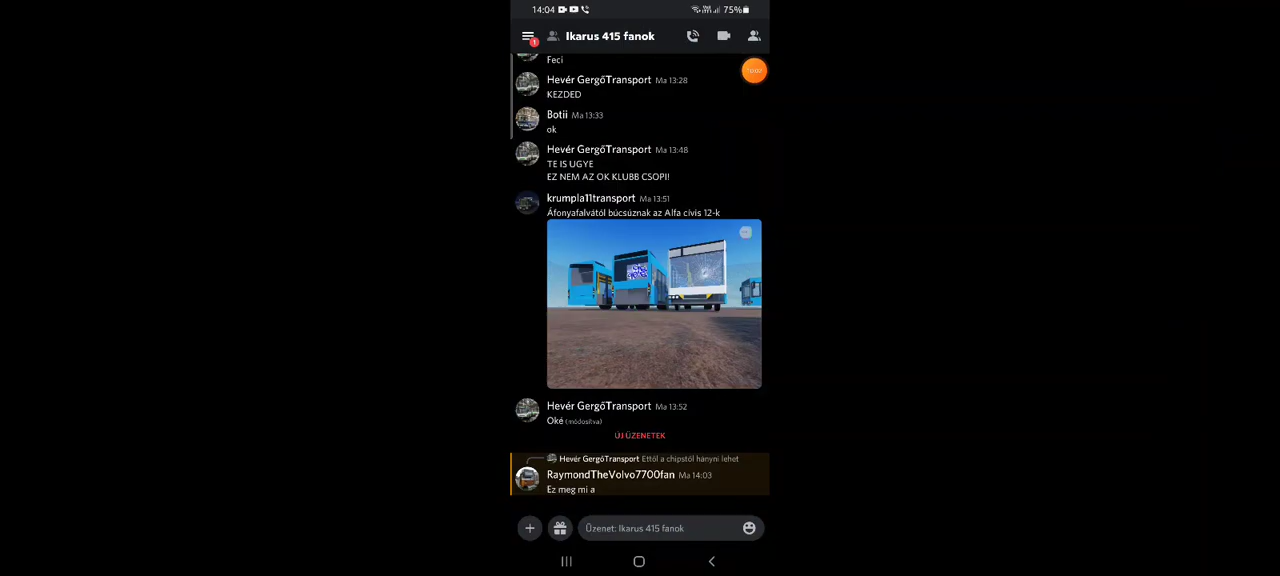 14:04 75%
1 Ikarus 415 fanok
Feci
Hevér GergőTransport Ma 13:28
KEZDED
Botii Ma 13:33
ok
Hevér GergőTransport Ma 13:48
TE IS UGYE
EZ NEM AZ OK KLUBB CSOPI!
krumpla11transport Ma 13:51
Áfonyafalvától búcsúznak az Alfa cívis 12-k
Hevér GergőTransport Ma 13:52
Oké (módosítva)
ÚJ ÜZENETEK
Hevér GergőTransport Ettől a chipstől hányni lehet
RaymondTheVolvo7700fan Ma 14:03
Ez meg mi a
Üzenet: Ikarus 415 fanok